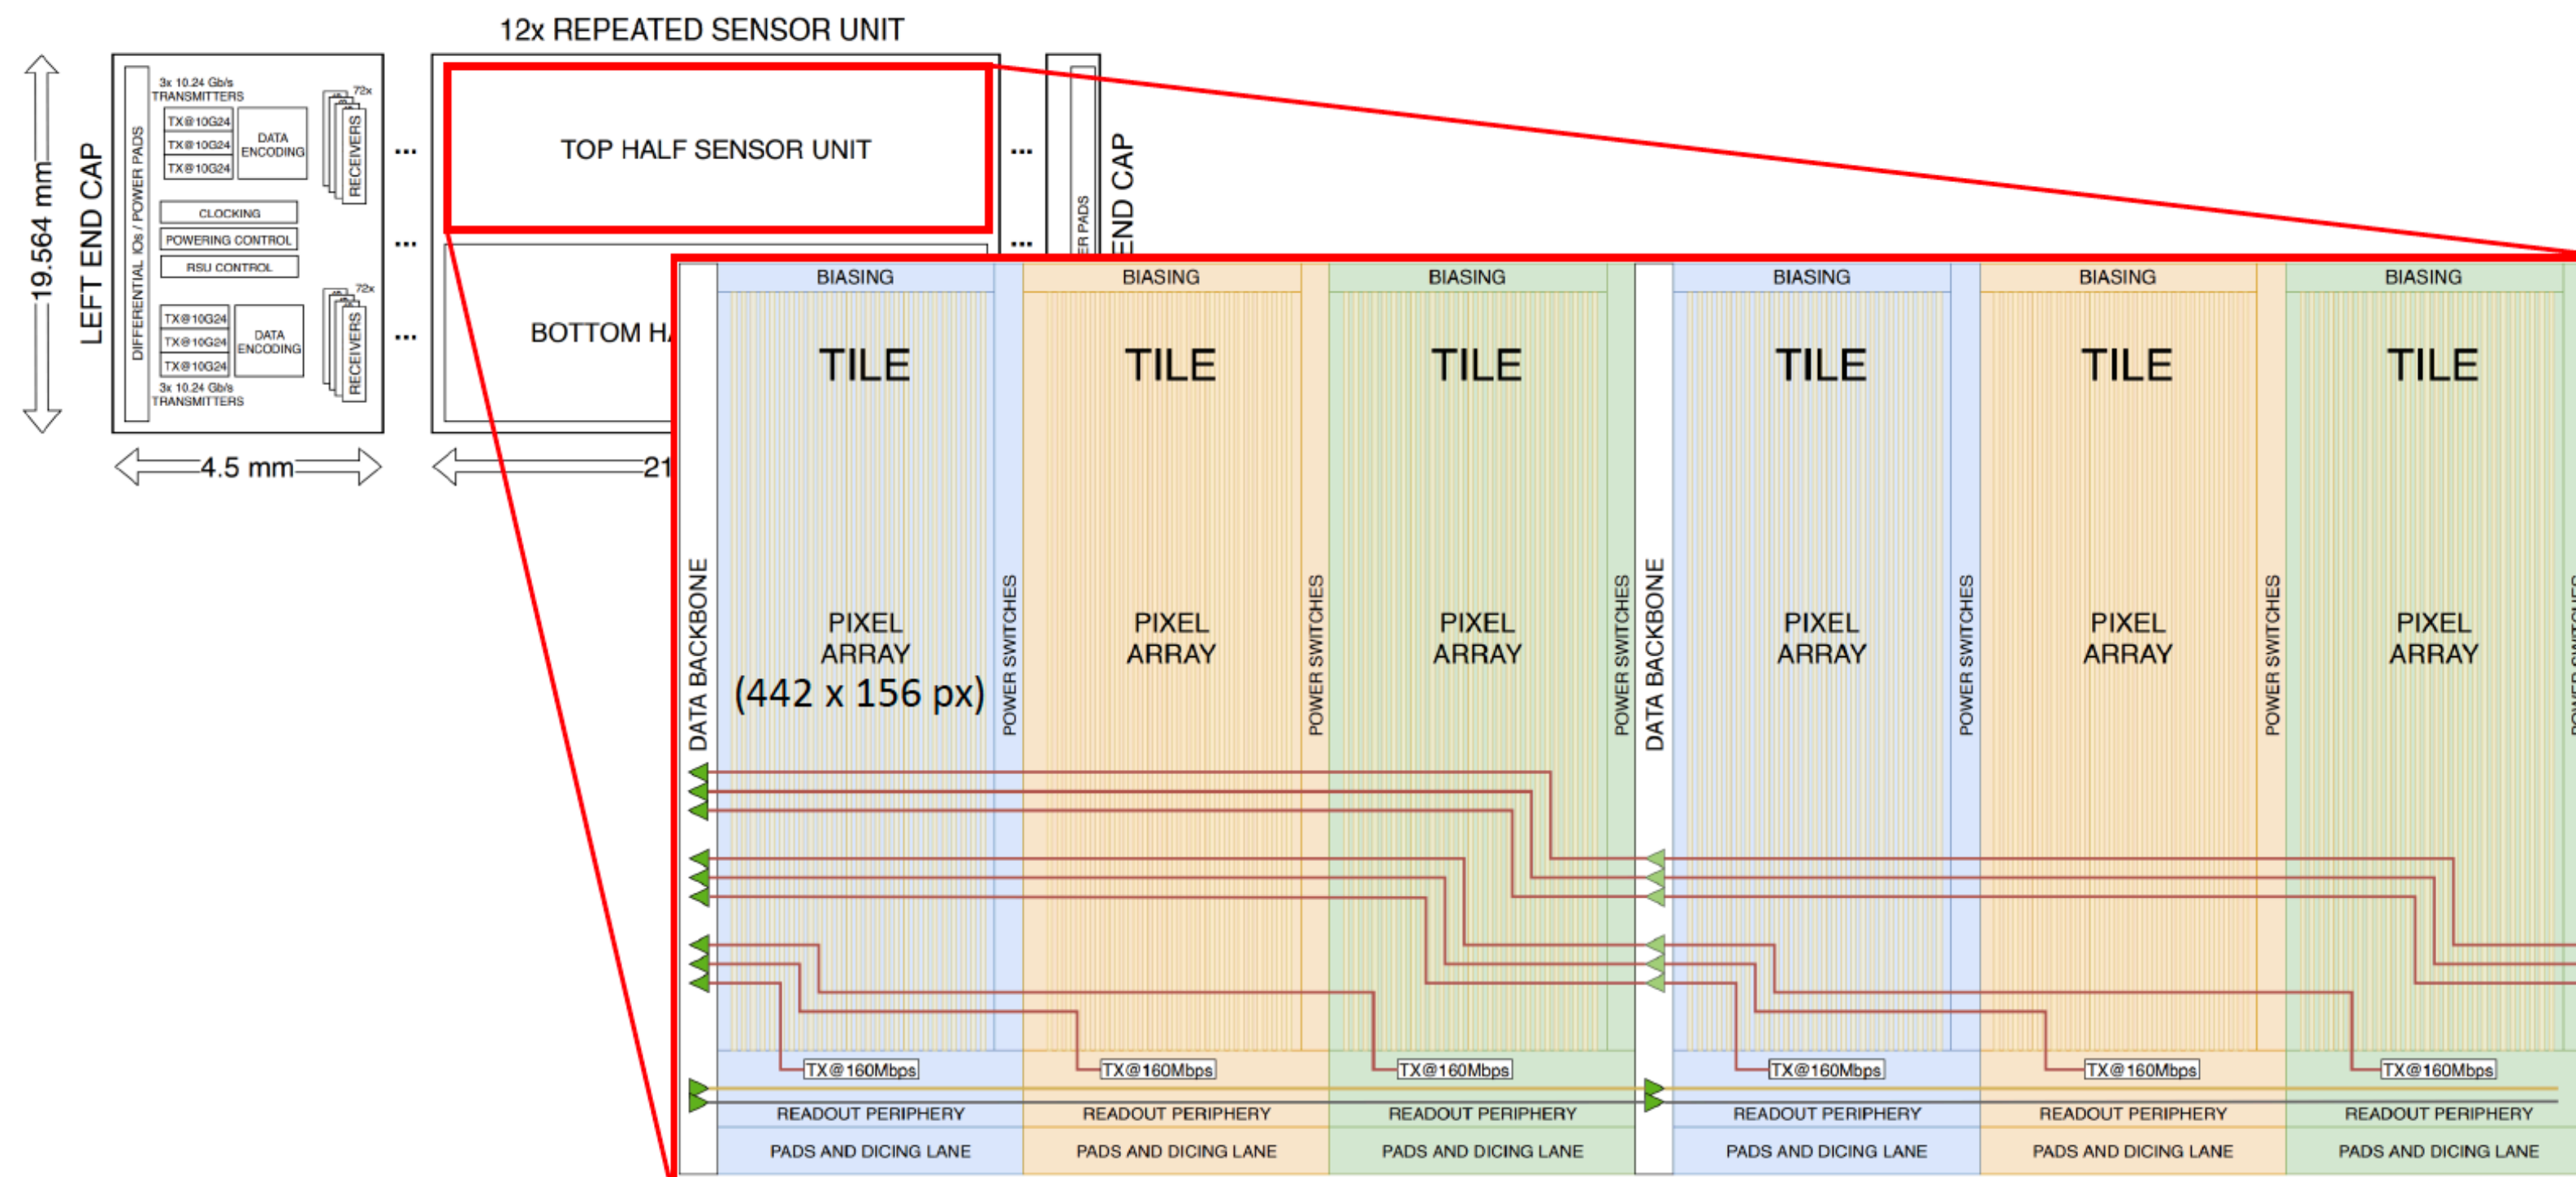 12x REPEATED SENSOR UNIT
19.564 mm
LEFT END CAP
DIFFERENTIAL IOs / POWER PADS
3x 10.24 Gb/s
TRANSMITTERS
TX@10G24
TX@10G24
TX@10G24
DATA
ENCODING
72x
RECEIVERS
CLOCKING
POWERING CONTROL
RSU CONTROL
72x
TX@10G24
TX@10G24
TX@10G24
DATA
ENCODING
RECEIVERS
3x 10.24 Gb/s
TRANSMITTERS
4.5 mm
...
...
...
TOP HALF SENSOR UNIT
BOTTOM HA
21
...
...
ER PADS
END CAP
DATA BACKBONE
BIASING
TILE
PIXEL
ARRAY
(442 x 156 px)
POWER SWITCHES
TX@160Mbps
READOUT PERIPHERY
PADS AND DICING LANE
BIASING
TILE
PIXEL
ARRAY
POWER SWITCHES
TX@160Mbps
READOUT PERIPHERY
PADS AND DICING LANE
BIASING
TILE
PIXEL
ARRAY
POWER SWITCHES
TX@160Mbps
READOUT PERIPHERY
PADS AND DICING LANE
DATA BACKBONE
BIASING
TILE
PIXEL
ARRAY
POWER SWITCHES
TX@160Mbps
READOUT PERIPHERY
PADS AND DICING LANE
BIASING
TILE
PIXEL
ARRAY
POWER SWITCHES
TX@160Mbps
READOUT PERIPHERY
PADS AND DICING LANE
BIASING
TILE
PIXEL
ARRAY
TX@160Mbps
READOUT PERIPHERY
PADS AND DICING LANE